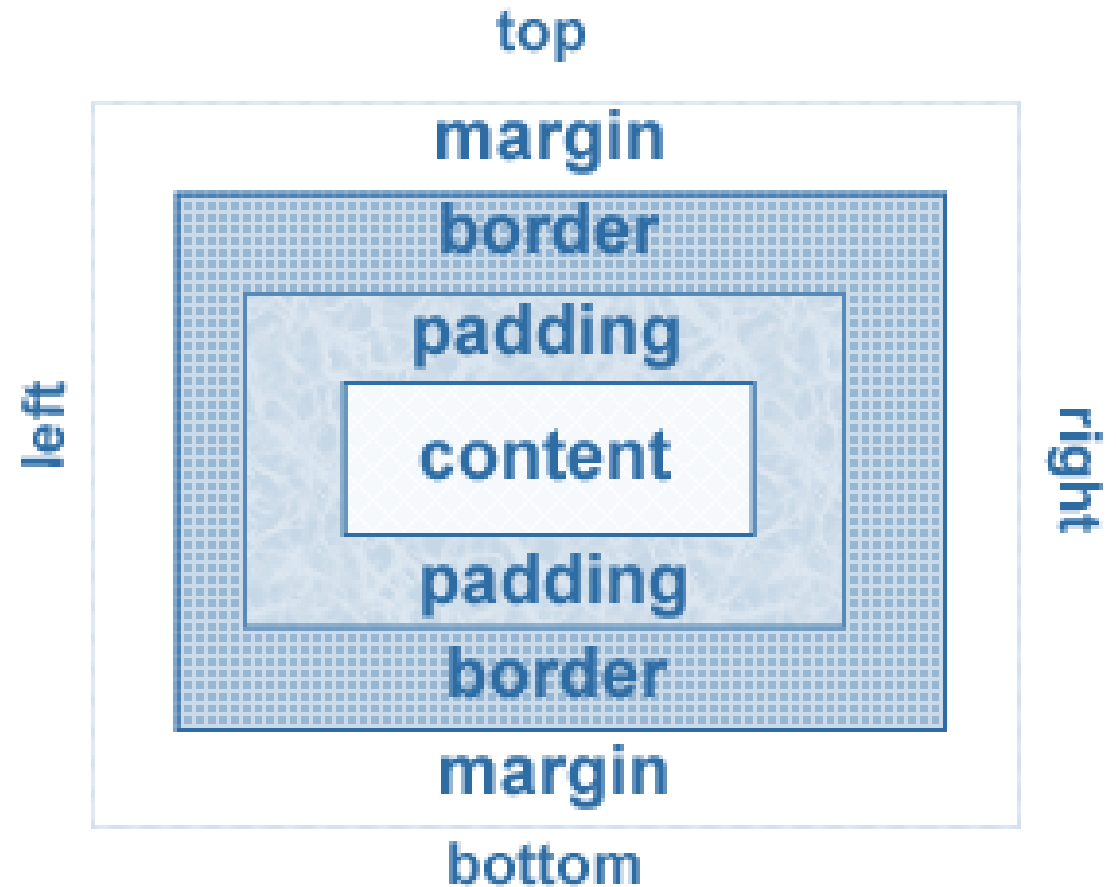 top
margin
border
padding
left
content
right
padding
border
margin
bottom